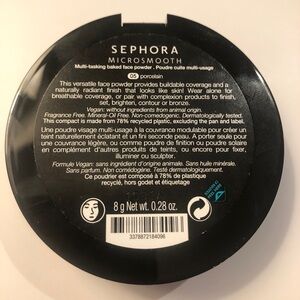 SEPHORA
MICROSMOOTH
Multi-tasking baked face powder . Poudre cuite multi-usage
05 porcelain
This versatile face powder provides buildable coverage and a
naturally radiant finish that looks like skin! Wear alone for
breathable coverage, or pair with complexion products to finish,
set, brighten, contour or bronze.
Vegan: without ingredients from animal origin.
Fragrance Free. Mineral-Oil Free. Non-comedogenic. Dermatologically tested.
This compact is made from 78% recycled plastic, excluding the pan and label.
Une poudre visage multi-usage à la couvrance modulable pour créer un
teint naturellement éclatant et un fini seconde peau. A porter pour une
couvrance légère, ou comme poudre de finition ou poudre solaire
en complément d'autres produits de teints, ou encore pour fixer,
illuminer ou sculpter.
Formule Vegan: sans ingrédient d'origine animale. Sans huile minérale.
Sans parfum. Non comédogène. Testé dermatologiquement.
Ce poudrier est composé à 78% de plastique
recyclé, hors godet et étiquetage
8 g Net wt. 0.28 oz.
3378872184096